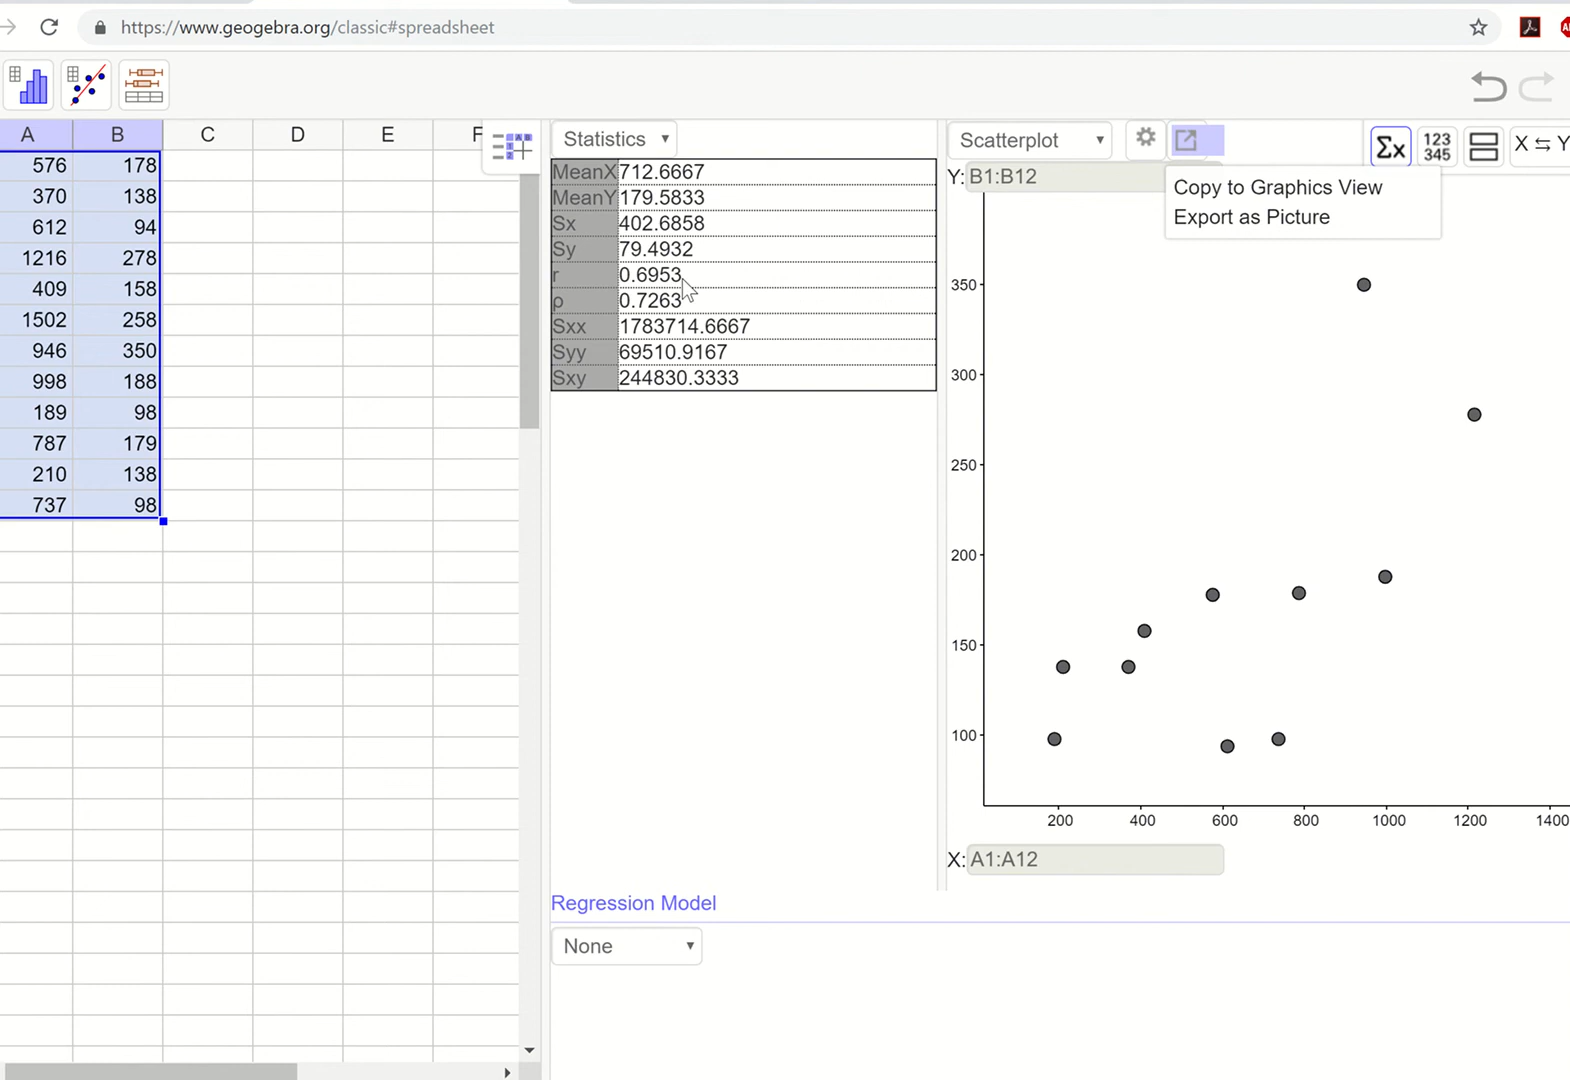 https://www.geogebra.org/classic#spreadsheet
A B C D E F
576 178
370 138
612 94
1216 278
409 158
1502 258
946 350
998 188
189 98
787 179
210 138
737 98
Statistics
MeanX 712.6667
MeanY 179.5833
Sx 402.6858
Sy 79.4932
r 0.6953
ρ 0.7263
Sxx 1783714.6667
Syy 69510.9167
Sxy 244830.3333
Scatterplot
Σx
123
345
X ⇆ Y
Y: B1:B12
Copy to Graphics View
Export as Picture
350
300
250
200
150
100
200 400 600 800 1000 1200 1400
X: A1:A12
Regression Model
None